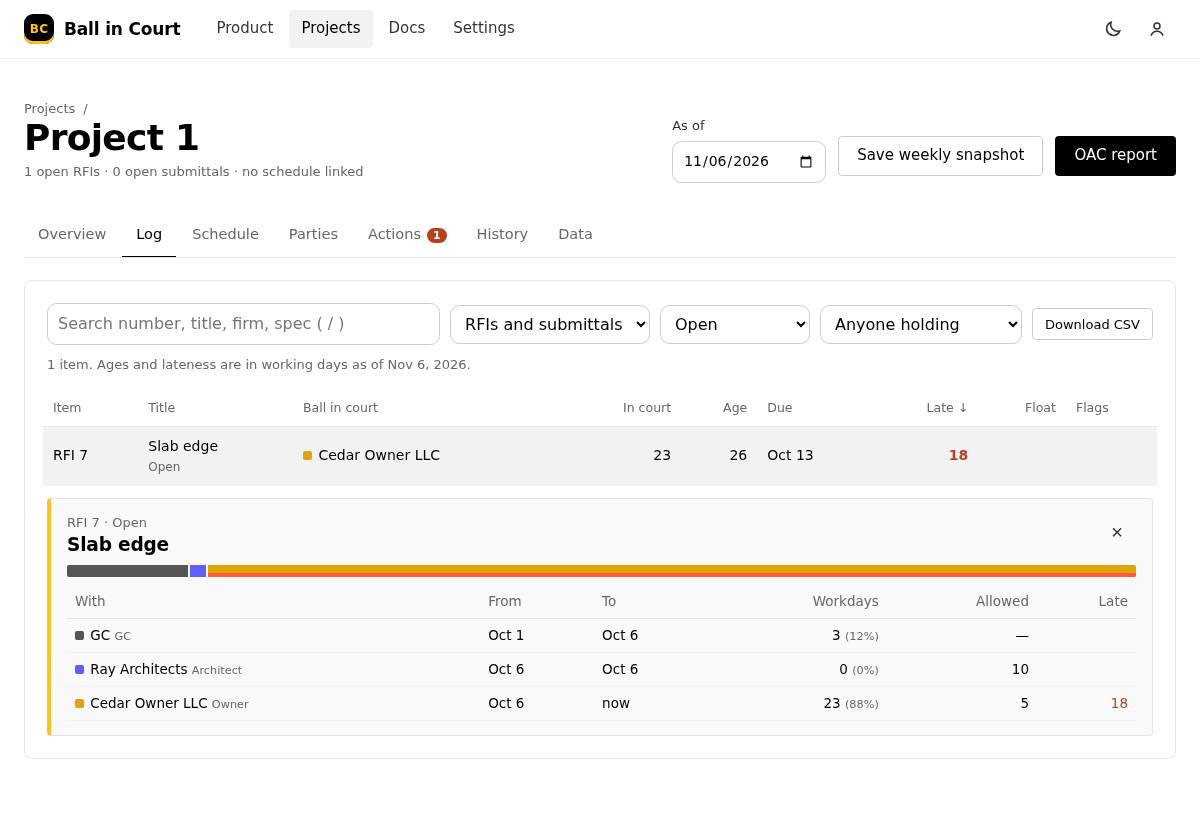 BC Ball in Court Product Projects Docs Settings
Projects /
Project 1
1 open RFIs · 0 open submittals · no schedule linked
As of
11/06/2026
Save weekly snapshot
OAC report
Overview Log Schedule Parties Actions 1 History Data
Search number, title, firm, spec ( / ) RFIs and submittals Open Anyone holding Download CSV
1 item. Ages and lateness are in working days as of Nov 6, 2026.
Item Title Ball in court In court Age Due Late ↓ Float Flags
RFI 7 Slab edge Cedar Owner LLC 23 26 Oct 13 18
Open
RFI 7 · Open
Slab edge
×
With From To Workdays Allowed Late
GC GC Oct 1 Oct 6 3 (12%) —
Ray Architects Architect Oct 6 Oct 6 0 (0%) 10
Cedar Owner LLC Owner Oct 6 now 23 (88%) 5 18